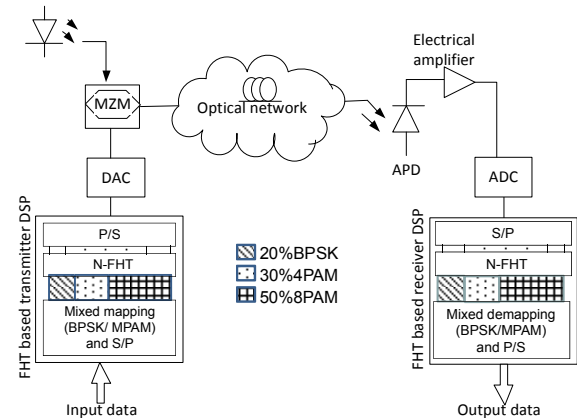 Electrical
amplifier
MZM
Optical network
APD
DAC
ADC
FHT based transmitter DSP
P/S
N-FHT
Mixed mapping
(BPSK/ MPAM)
and S/P
Input data
20%BPSK
30%4PAM
50%8PAM
FHT based receiver DSP
S/P
N-FHT
Mixed demapping
(BPSK/MPAM)
and P/S
Output data